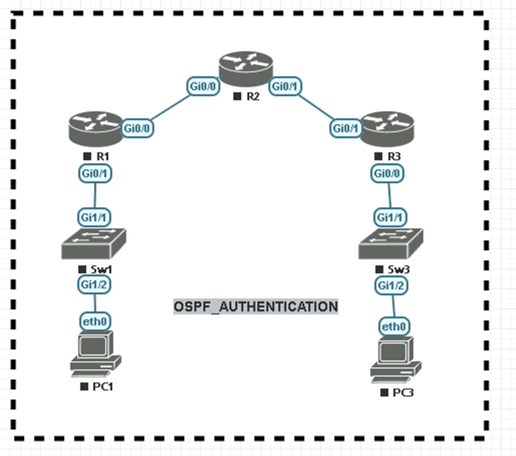 R2
Gi0/0
Gi0/1
R1
Gi0/0
Gi0/1
R3
Gi0/1
Gi0/0
Gi1/1
Gi1/1
Sw1
Sw3
Gi1/2
Gi1/2
OSPF_AUTHENTICATION
eth0
eth0
PC1
PC3